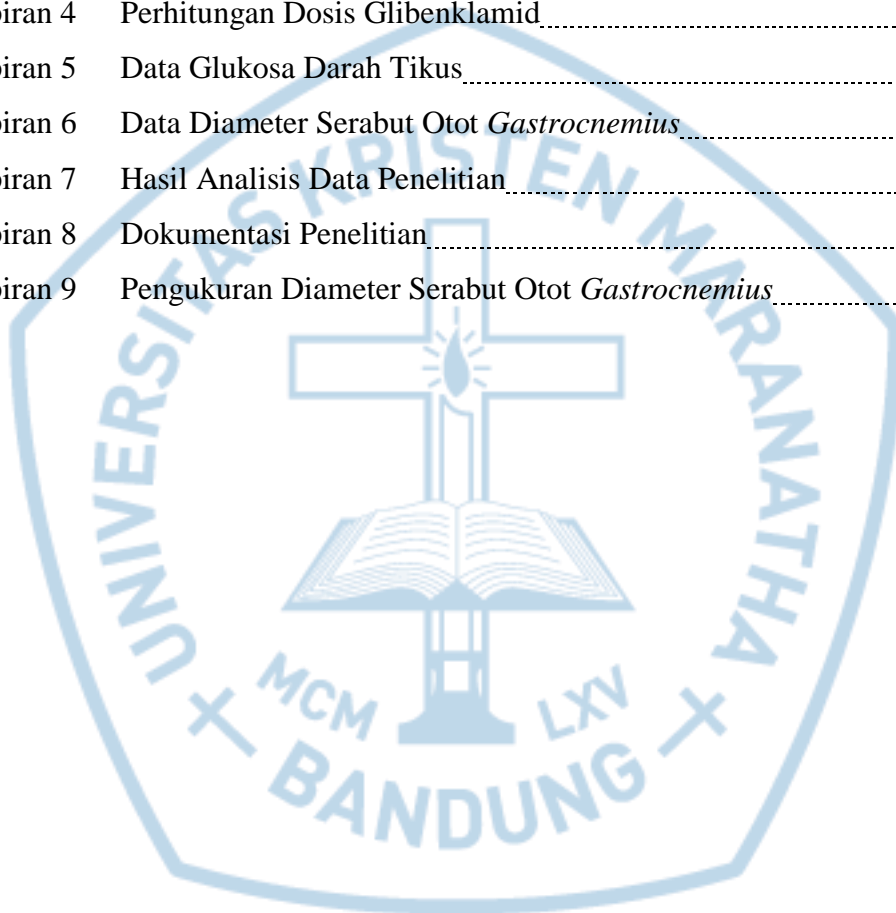 piran 4 Perhitungan Dosis Glibenklamid
piran 5 Data Glukosa Darah Tikus
piran 6 Data Diameter Serabut Otot Gastrocnemius
piran 7 Hasil Analisis Data Penelitian
piran 8 Dokumentasi Penelitian
piran 9 Pengukuran Diameter Serabut Otot Gastrocnemius
UNIVERSITAS KRISTEN MARANATHA
MCM LXV
BANDUNG